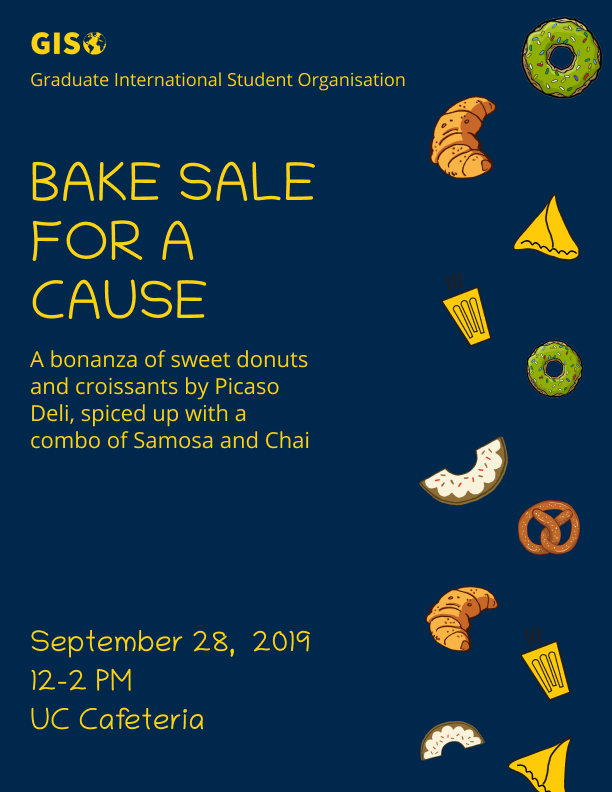 GISO
Graduate International Student Organisation
BAKE SALE
FOR A
CAUSE
A bonanza of sweet donuts
and croissants by Picaso
Deli, spiced up with a
combo of Samosa and Chai
September 28, 2019
12-2 PM
UC Cafeteria